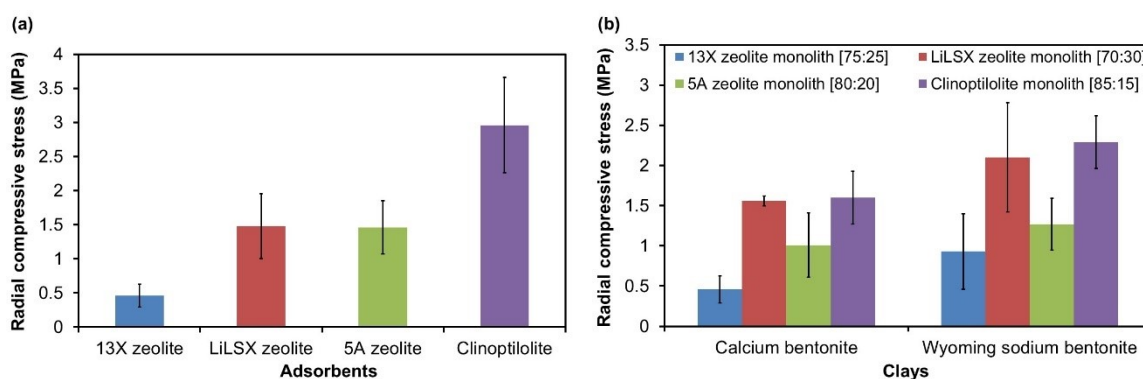 (a)
Radial compressive stress (MPa)
4
3.5
3
2.5
2
1.5
1
0.5
0
13X zeolite LiLSX zeolite 5A zeolite Clinoptilolite
Adsorbents
(b)
Radial compressive stress (MPa)
3.5
3
2.5
2
1.5
1
0.5
0
13X zeolite monolith [75:25] LiLSX zeolite monolith [70:30]
5A zeolite monolith [80:20] Clinoptilolite monolith [85:15]
Calcium bentonite Wyoming sodium bentonite
Clays